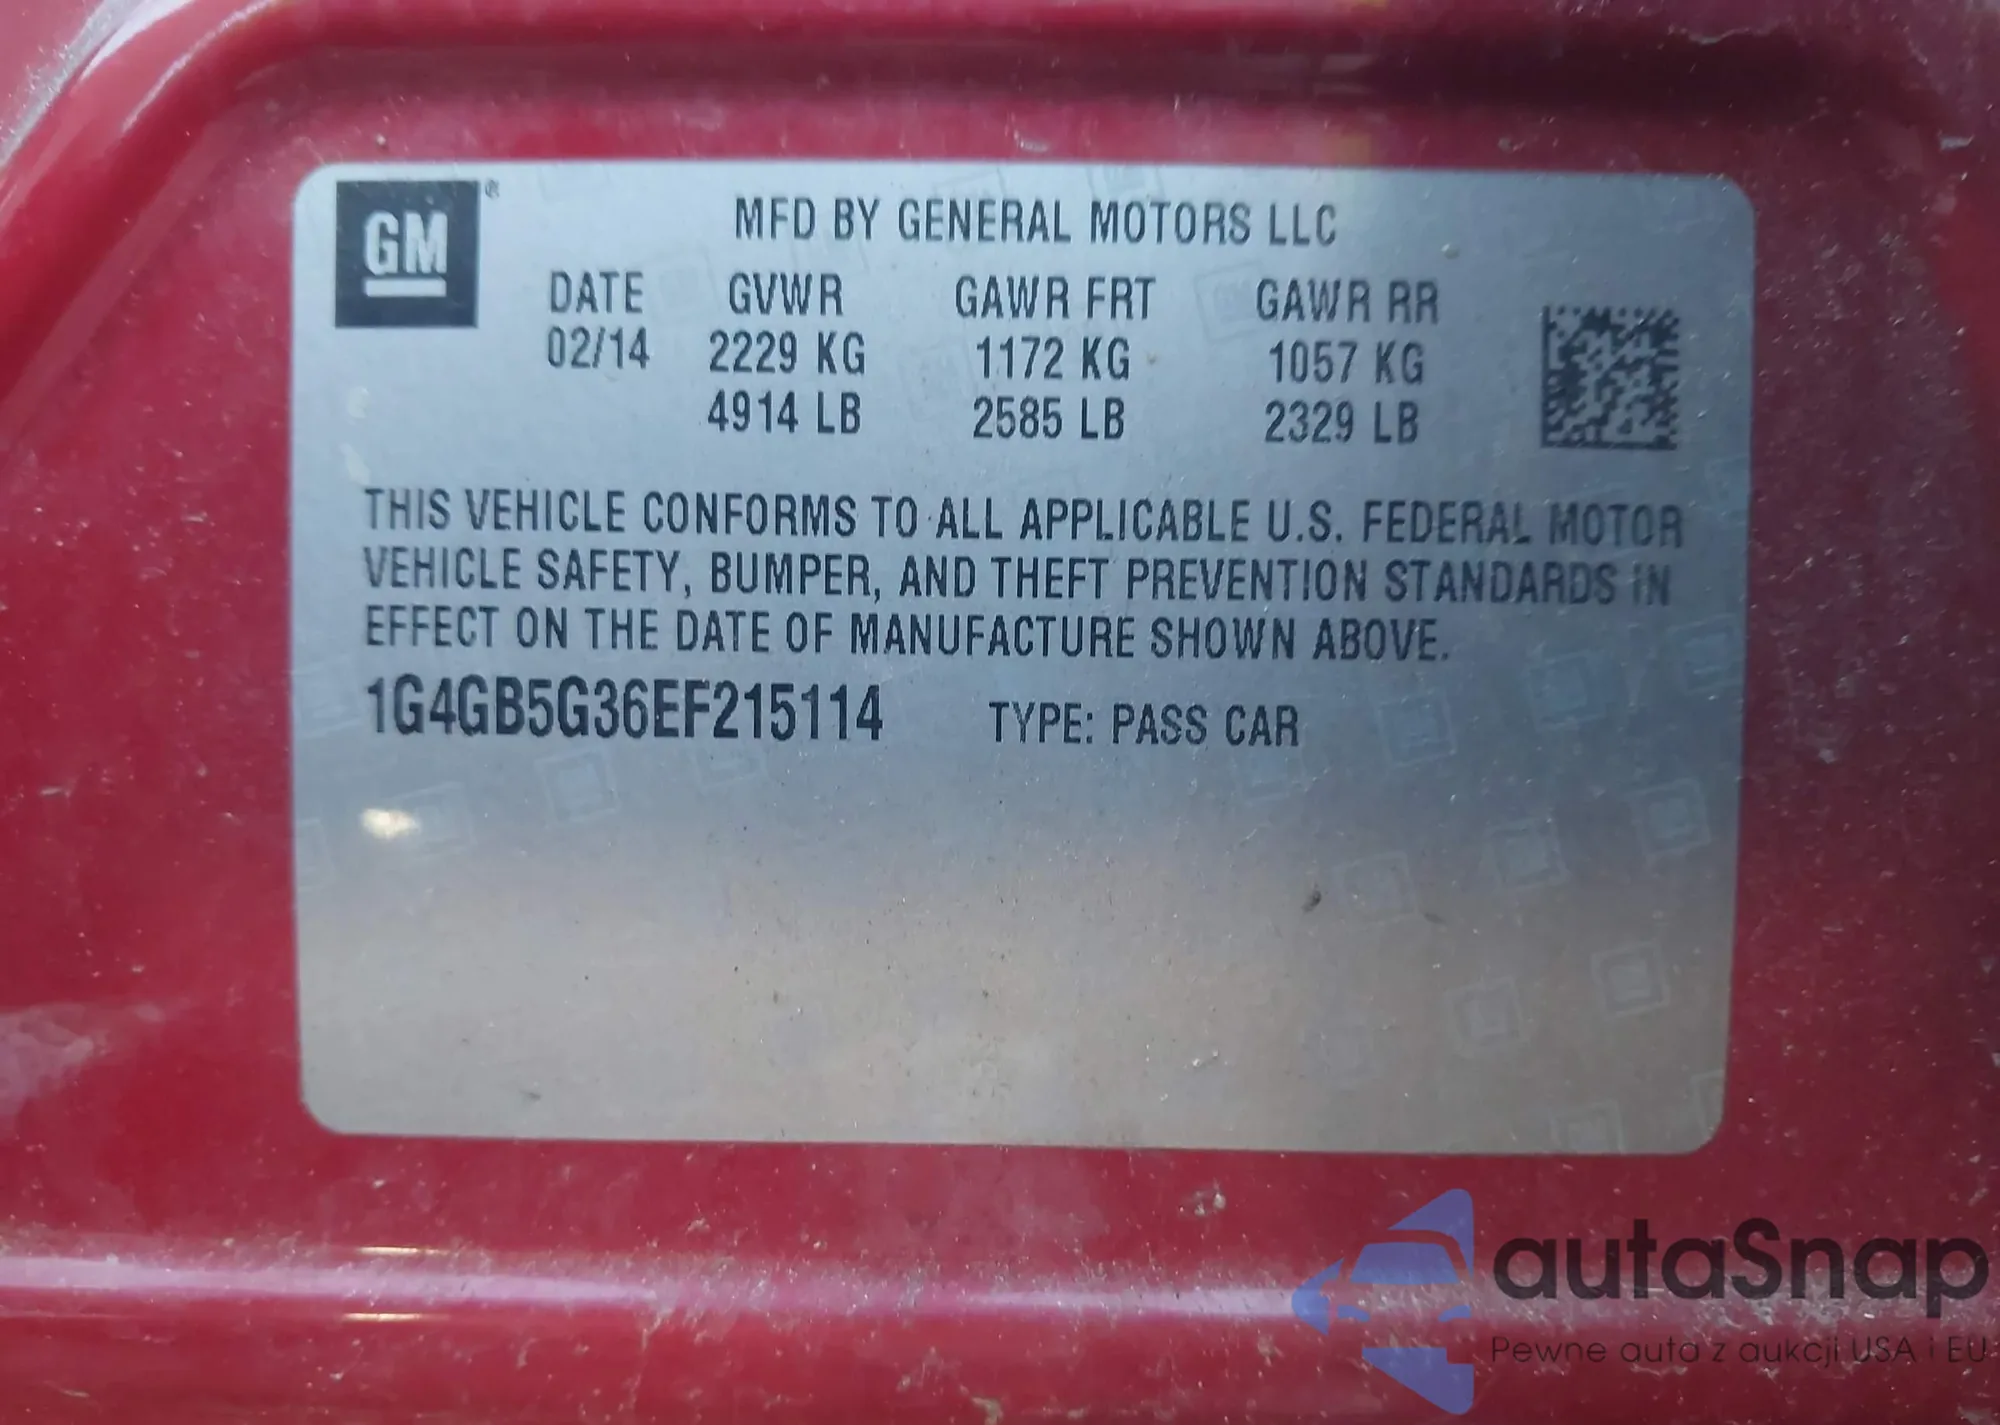 GM ®
MFD BY GENERAL MOTORS LLC
DATE GVWR GAWR FRT GAWR RR
02/14 2229 KG 1172 KG 1057 KG
4914 LB 2585 LB 2329 LB
THIS VEHICLE CONFORMS TO ALL APPLICABLE U.S. FEDERAL MOTOR
VEHICLE SAFETY, BUMPER, AND THEFT PREVENTION STANDARDS IN
EFFECT ON THE DATE OF MANUFACTURE SHOWN ABOVE.
1G4GB5G36EF215114 TYPE: PASS CAR
autaSnap
Pewne auta z aukcji USA i EU